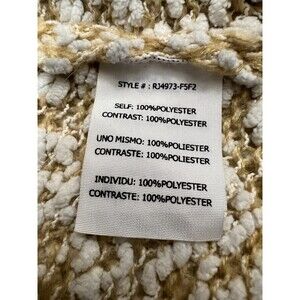 STYLE # : RJ4973-F5F2
SELF: 100%POLYESTER
CONTRAST: 100%POLYESTER
UNO MISMO: 100%POLIESTER
CONTRASTE: 100%POLIESTER
INDIVIDU: 100%POLYESTER
CONTRASTE: 100%POLYESTER